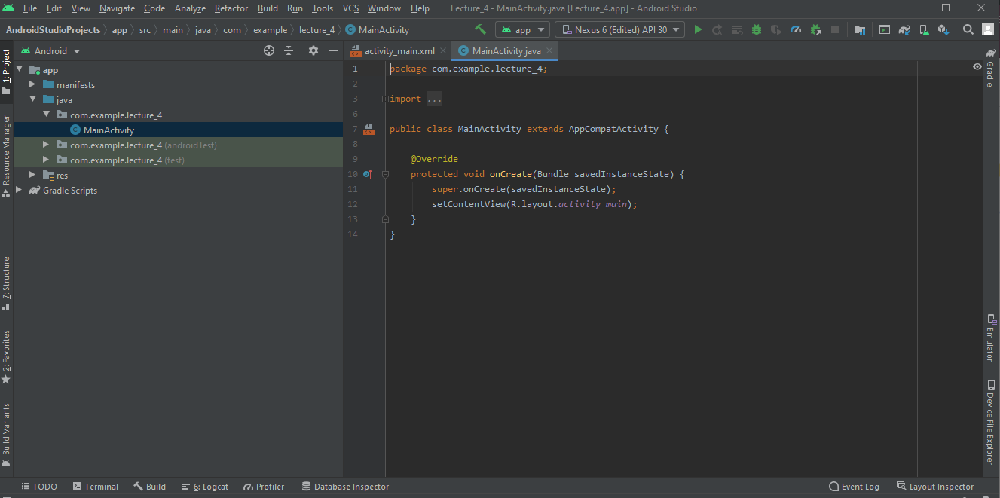 File Edit View Navigate Code Analyze Refactor Build Run Tools VCS Window Help Lecture_4 - MainActivity.java [Lecture_4.app] - Android Studio
AndroidStudioProjects app src main java com example lecture_4 MainActivity app Nexus 6 (Edited) API 30
Android
activity_main.xml MainActivity.java
1: Project
Resource Manager
7: Structure
2: Favorites
Build Variants
app
manifests
java
com.example.lecture_4
MainActivity
com.example.lecture_4 (androidTest)
com.example.lecture_4 (test)
res
Gradle Scripts
1 package com.example.lecture_4;
2
3 import ...
6
7 public class MainActivity extends AppCompatActivity {
8
9 @Override
10 protected void onCreate(Bundle savedInstanceState) {
11 super.onCreate(savedInstanceState);
12 setContentView(R.layout.activity_main);
13 }
14 }
Gradle
Emulator
Device File Explorer
TODO Terminal Build 6: Logcat Profiler Database Inspector Event Log Layout Inspector